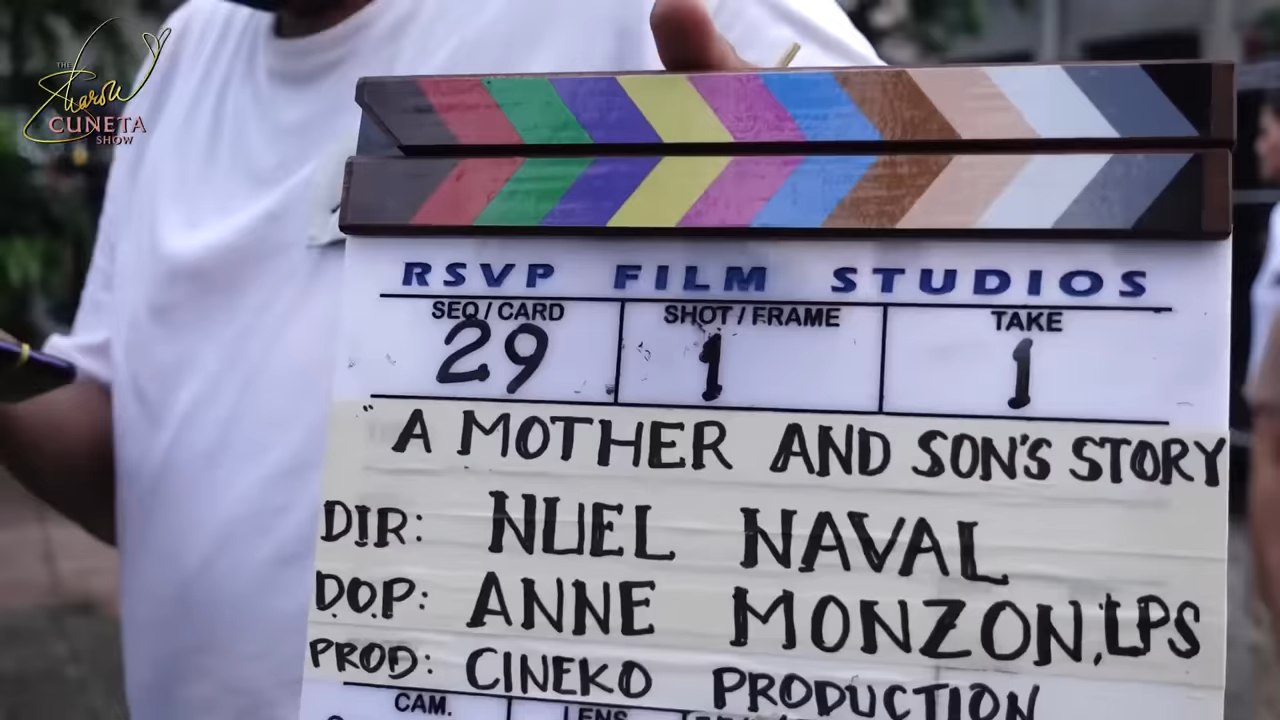 THE
Sharon
CUNETA
SHOW
RSVP FILM STUDIOS
SEQ / CARD SHOT / FRAME TAKE
29 1 1
"A MOTHER AND SON'S STORY
DIR: NUEL NAVAL
D.O.P: ANNE MONZON, LPS
PROD: CINEKO PRODUCTION
CAM. LENS